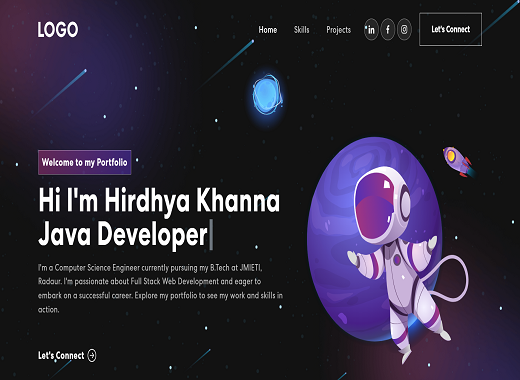 LOGO
Home Skills Projects in f Let's Connect
Welcome to my Portfolio
Hi I'm Hirdhya Khanna
Java Developer
I'm a Computer Science Engineer currently pursuing my B.Tech at JMIETI,
Radaur. I'm passionate about Full Stack Web Development and eager to
embark on a successful career. Explore my portfolio to see my work and skills in
action.
Let's Connect